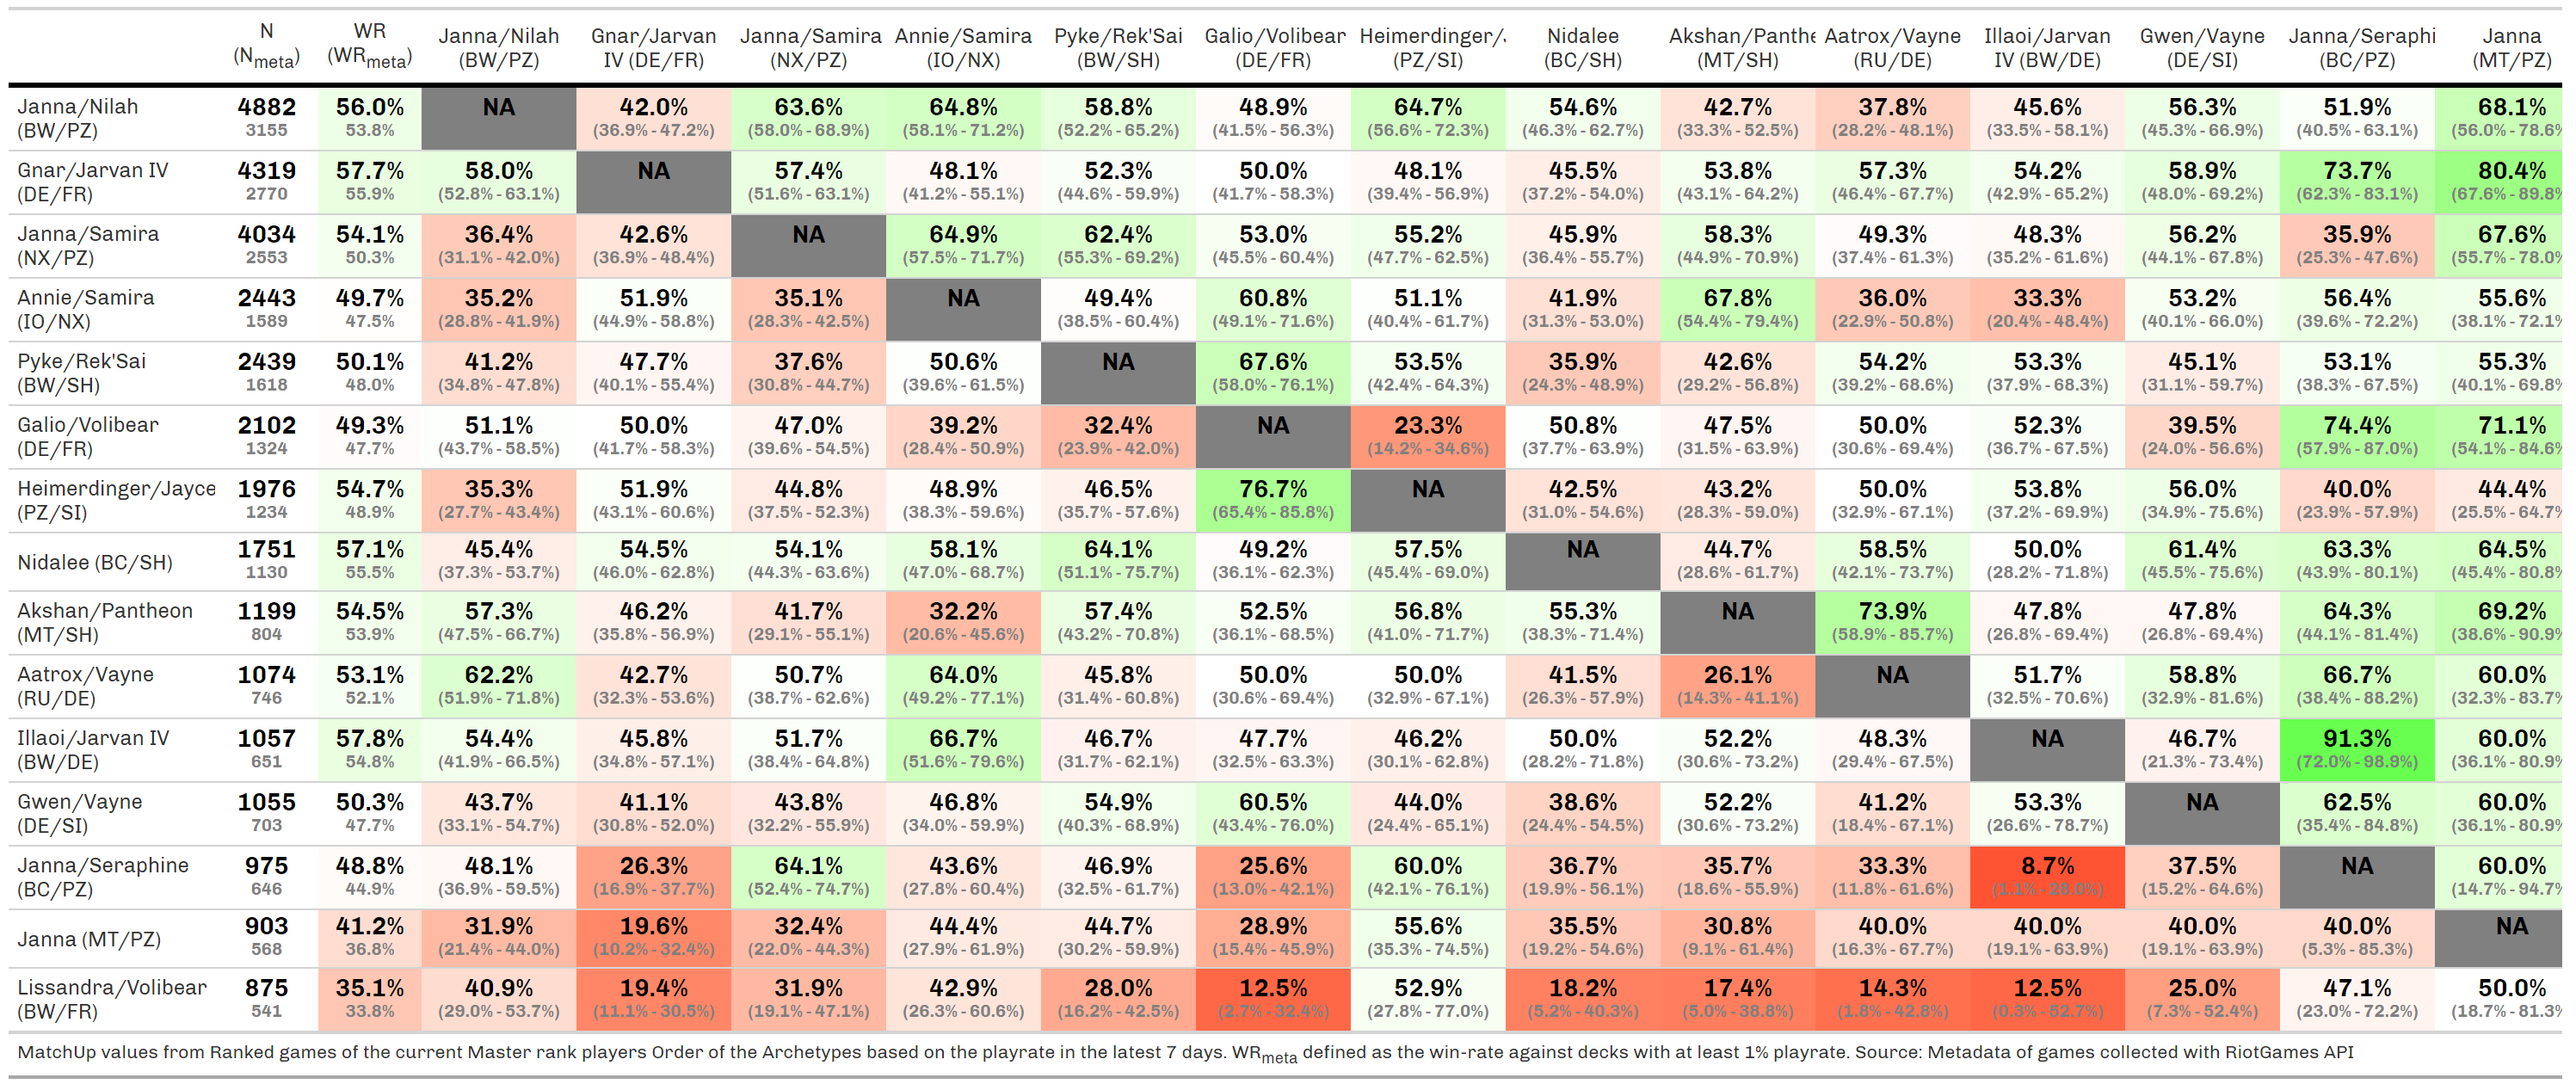 N WR Janna/Nilah Gnar/Jarvan Janna/Samira Annie/Samira Pyke/Rek'Sai Galio/Volibear Heimerdinger/J Nidalee Akshan/Panthe Aatrox/Vayne Illaoi/Jarvan Gwen/Vayne Janna/Seraphi Janna
(Nmeta) (WRmeta) (BW/PZ) IV (DE/FR) (NX/PZ) (IO/NX) (BW/SH) (DE/FR) (PZ/SI) (BC/SH) (MT/SH) (RU/DE) IV (BW/DE) (DE/SI) (BC/PZ) (MT/PZ)
Janna/Nilah 4882 56.0% NA 42.0% 63.6% 64.8% 58.8% 48.9% 64.7% 54.6% 42.7% 37.8% 45.6% 56.3% 51.9% 68.1%
(BW/PZ) 3155 53.8% (36.9% - 47.2%) (58.0% - 68.9%) (58.1% - 71.2%) (52.2% - 65.2%) (41.5% - 56.3%) (56.6% - 72.3%) (46.3% - 62.7%) (33.3% - 52.5%) (28.2% - 48.1%) (33.5% - 58.1%) (45.3% - 66.9%) (40.5% - 63.1%) (56.0% - 78.6%
Gnar/Jarvan IV 4319 57.7% 58.0% NA 57.4% 48.1% 52.3% 50.0% 48.1% 45.5% 53.8% 57.3% 54.2% 58.9% 73.7% 80.4%
(DE/FR) 2770 55.9% (52.8% - 63.1%) (51.6% - 63.1%) (41.2% - 55.1%) (44.6% - 59.9%) (41.7% - 58.3%) (39.4% - 56.9%) (37.2% - 54.0%) (43.1% - 64.2%) (46.4% - 67.7%) (42.9% - 65.2%) (48.0% - 69.2%) (62.3% - 83.1%) (67.6% - 89.8%
Janna/Samira 4034 54.1% 36.4% 42.6% NA 64.9% 62.4% 53.0% 55.2% 45.9% 58.3% 49.3% 48.3% 56.2% 35.9% 67.6%
(NX/PZ) 2553 50.3% (31.1% - 42.0%) (36.9% - 48.4%) (57.5% - 71.7%) (55.3% - 69.2%) (45.5% - 60.4%) (47.7% - 62.5%) (36.4% - 55.7%) (44.9% - 70.9%) (37.4% - 61.3%) (35.2% - 61.6%) (44.1% - 67.8%) (25.3% - 47.6%) (55.7% - 78.0%
Annie/Samira 2443 49.7% 35.2% 51.9% 35.1% NA 49.4% 60.8% 51.1% 41.9% 67.8% 36.0% 33.3% 53.2% 56.4% 55.6%
(IO/NX) 1589 47.5% (28.8% - 41.9%) (44.9% - 58.8%) (28.3% - 42.5%) (38.5% - 60.4%) (49.1% - 71.6%) (40.4% - 61.7%) (31.3% - 53.0%) (54.4% - 79.4%) (22.9% - 50.8%) (20.4% - 48.4%) (40.1% - 66.0%) (39.6% - 72.2%) (38.1% - 72.1%
Pyke/Rek'Sai 2439 50.1% 41.2% 47.7% 37.6% 50.6% NA 67.6% 53.5% 35.9% 42.6% 54.2% 53.3% 45.1% 53.1% 55.3%
(BW/SH) 1618 48.0% (34.8% - 47.8%) (40.1% - 55.4%) (30.8% - 44.7%) (39.6% - 61.5%) (58.0% - 76.1%) (42.4% - 64.3%) (24.3% - 48.9%) (29.2% - 56.8%) (39.2% - 68.6%) (37.9% - 68.3%) (31.1% - 59.7%) (38.3% - 67.5%) (40.1% - 69.8%
Galio/Volibear 2102 49.3% 51.1% 50.0% 47.0% 39.2% 32.4% NA 23.3% 50.8% 47.5% 50.0% 52.3% 39.5% 74.4% 71.1%
(DE/FR) 1324 47.7% (43.7% - 58.5%) (41.7% - 58.3%) (39.6% - 54.5%) (28.4% - 50.9%) (23.9% - 42.0%) (14.2% - 34.6%) (37.7% - 63.9%) (31.5% - 63.9%) (30.6% - 69.4%) (36.7% - 67.5%) (24.0% - 56.6%) (57.9% - 87.0%) (54.1% - 84.6%
Heimerdinger/Jayce 1976 54.7% 35.3% 51.9% 44.8% 48.9% 46.5% 76.7% NA 42.5% 43.2% 50.0% 53.8% 56.0% 40.0% 44.4%
(PZ/SI) 1234 48.9% (27.7% - 43.4%) (43.1% - 60.6%) (37.5% - 52.3%) (38.3% - 59.6%) (35.7% - 57.6%) (65.4% - 85.8%) (31.0% - 54.6%) (28.3% - 59.0%) (32.9% - 67.1%) (37.2% - 69.9%) (34.9% - 75.6%) (23.9% - 57.9%) (25.5% - 64.7%
Nidalee (BC/SH) 1751 57.1% 45.4% 54.5% 54.1% 58.1% 64.1% 49.2% 57.5% NA 44.7% 58.5% 50.0% 61.4% 63.3% 64.5%
1130 55.5% (37.3% - 53.7%) (46.0% - 62.8%) (44.3% - 63.6%) (47.0% - 68.7%) (51.1% - 75.7%) (36.1% - 62.3%) (45.4% - 69.0%) (28.6% - 61.7%) (42.1% - 73.7%) (28.2% - 71.8%) (45.5% - 75.6%) (43.9% - 80.1%) (45.4% - 80.8%
Akshan/Pantheon 1199 54.5% 57.3% 46.2% 41.7% 32.2% 57.4% 52.5% 56.8% 55.3% NA 73.9% 47.8% 47.8% 64.3% 69.2%
(MT/SH) 804 53.9% (47.5% - 66.7%) (35.8% - 56.9%) (29.1% - 55.1%) (20.6% - 45.6%) (43.2% - 70.8%) (36.1% - 68.5%) (41.0% - 71.7%) (38.3% - 71.4%) (58.9% - 85.7%) (26.8% - 69.4%) (26.8% - 69.4%) (44.1% - 81.4%) (38.6% - 90.9%
Aatrox/Vayne 1074 53.1% 62.2% 42.7% 50.7% 64.0% 45.8% 50.0% 50.0% 41.5% 26.1% NA 51.7% 58.8% 66.7% 60.0%
(RU/DE) 746 52.1% (51.9% - 71.8%) (32.3% - 53.6%) (38.7% - 62.6%) (49.2% - 77.1%) (31.4% - 60.8%) (30.6% - 69.4%) (32.9% - 67.1%) (26.3% - 57.9%) (14.3% - 41.1%) (32.5% - 70.6%) (32.9% - 81.6%) (38.4% - 88.2%) (32.3% - 83.7%
Illaoi/Jarvan IV 1057 57.8% 54.4% 45.8% 51.7% 66.7% 46.7% 47.7% 46.2% 50.0% 52.2% 48.3% NA 46.7% 91.3% 60.0%
(BW/DE) 651 54.8% (41.9% - 66.5%) (34.8% - 57.1%) (38.4% - 64.8%) (51.6% - 79.6%) (31.7% - 62.1%) (32.5% - 63.3%) (30.1% - 62.8%) (28.2% - 71.8%) (30.6% - 73.2%) (29.4% - 67.5%) (21.3% - 73.4%) (72.0% - 98.9%) (36.1% - 80.9%
Gwen/Vayne 1055 50.3% 43.7% 41.1% 43.8% 46.8% 54.9% 60.5% 44.0% 38.6% 52.2% 41.2% 53.3% NA 62.5% 60.0%
(DE/SI) 703 47.7% (33.1% - 54.7%) (30.8% - 52.0%) (32.2% - 55.9%) (34.0% - 59.9%) (40.3% - 68.9%) (43.4% - 76.0%) (24.4% - 65.1%) (24.4% - 54.5%) (30.6% - 73.2%) (18.4% - 67.1%) (26.6% - 78.7%) (35.4% - 84.8%) (36.1% - 80.9%
Janna/Seraphine 975 48.8% 48.1% 26.3% 64.1% 43.6% 46.9% 25.6% 60.0% 36.7% 35.7% 33.3% 8.7% 37.5% NA 60.0%
(BC/PZ) 646 44.9% (36.9% - 59.5%) (16.9% - 37.7%) (52.4% - 74.7%) (27.8% - 60.4%) (32.5% - 61.7%) (13.0% - 42.1%) (42.1% - 76.1%) (19.9% - 56.1%) (18.6% - 55.9%) (11.8% - 61.6%) (1.1% - 28.0%) (15.2% - 64.6%) (14.7% - 94.7%
Janna (MT/PZ) 903 41.2% 31.9% 19.6% 32.4% 44.4% 44.7% 28.9% 55.6% 35.5% 30.8% 40.0% 40.0% 40.0% 40.0% NA
568 36.8% (21.4% - 44.0%) (10.2% - 32.4%) (22.0% - 44.3%) (27.9% - 61.9%) (30.2% - 59.9%) (15.4% - 45.9%) (35.3% - 74.5%) (19.2% - 54.6%) (9.1% - 61.4%) (16.3% - 67.7%) (19.1% - 63.9%) (19.1% - 63.9%) (5.3% - 85.3%)
Lissandra/Volibear 875 35.1% 40.9% 19.4% 31.9% 42.9% 28.0% 12.5% 52.9% 18.2% 17.4% 14.3% 12.5% 25.0% 47.1% 50.0%
(BW/FR) 541 33.8% (29.0% - 53.7%) (11.1% - 30.5%) (19.1% - 47.1%) (26.3% - 60.6%) (16.2% - 42.5%) (2.7% - 32.4%) (27.8% - 77.0%) (5.2% - 40.3%) (5.0% - 38.8%) (1.8% - 42.8%) (0.3% - 52.7%) (7.3% - 52.4%) (23.0% - 72.2%) (18.7% - 81.3%
MatchUp values from Ranked games of the current Master rank players Order of the Archetypes based on the playrate in the latest 7 days. WRmeta defined as the win-rate against decks with at least 1% playrate. Source: Metadata of games collected with RiotGames API